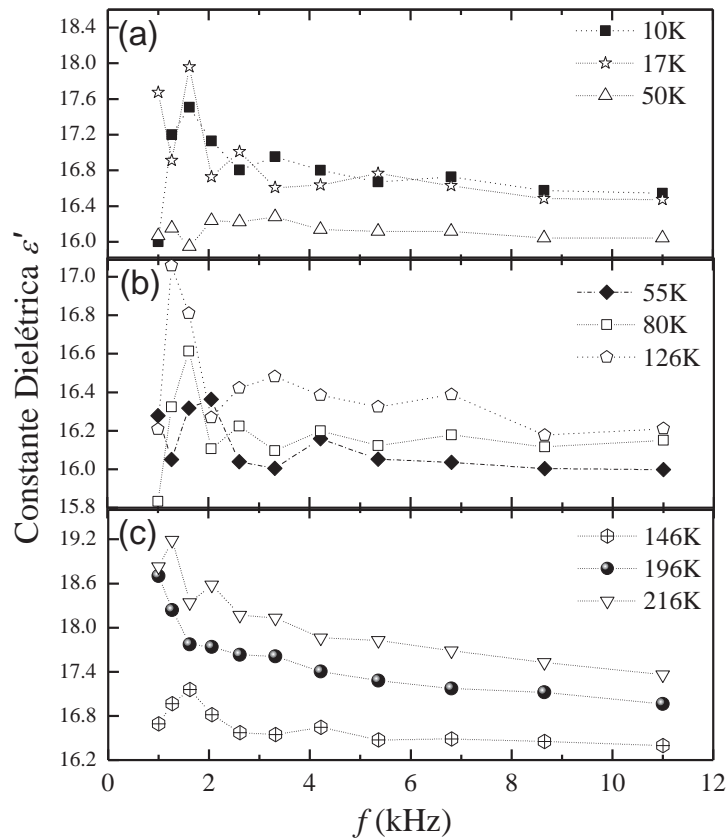 Constante Dielétrica ε'
(a)
18.4
18.0
17.6
17.2
16.8
16.4
16.0
10K
17K
50K
(b)
17.0
16.8
16.6
16.4
16.2
16.0
15.8
55K
80K
126K
(c)
19.2
18.6
18.0
17.4
16.8
16.2
146K
196K
216K
0 2 4 6 8 10 12
f (kHz)